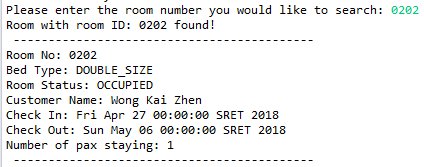 Please enter the room number you would like to search: 0202
Room with room ID: 0202 found!
-----------------------------------------
Room No: 0202
Bed Type: DOUBLE_SIZE
Room Status: OCCUPIED
Customer Name: Wong Kai Zhen
Check In: Fri Apr 27 00:00:00 SRET 2018
Check Out: Sun May 06 00:00:00 SRET 2018
Number of pax staying: 1
-----------------------------------------